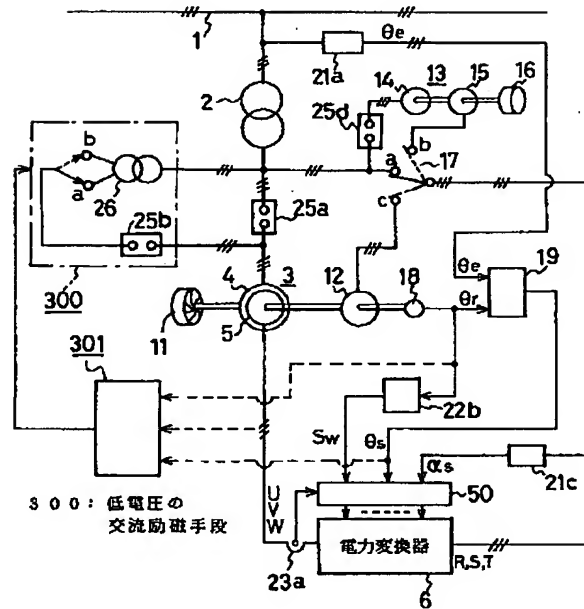 1
θe
21a
14
13
15
16
2
25d
b
17
b
a
c
26
a
25b
25a
300
4
3
12
18
θe
19
5
θr
11
301
22b
Sw
θs
αs
21c
300：低電圧の
交流励磁手段
UVW
50
23a
電力変換器
R,S,T
6